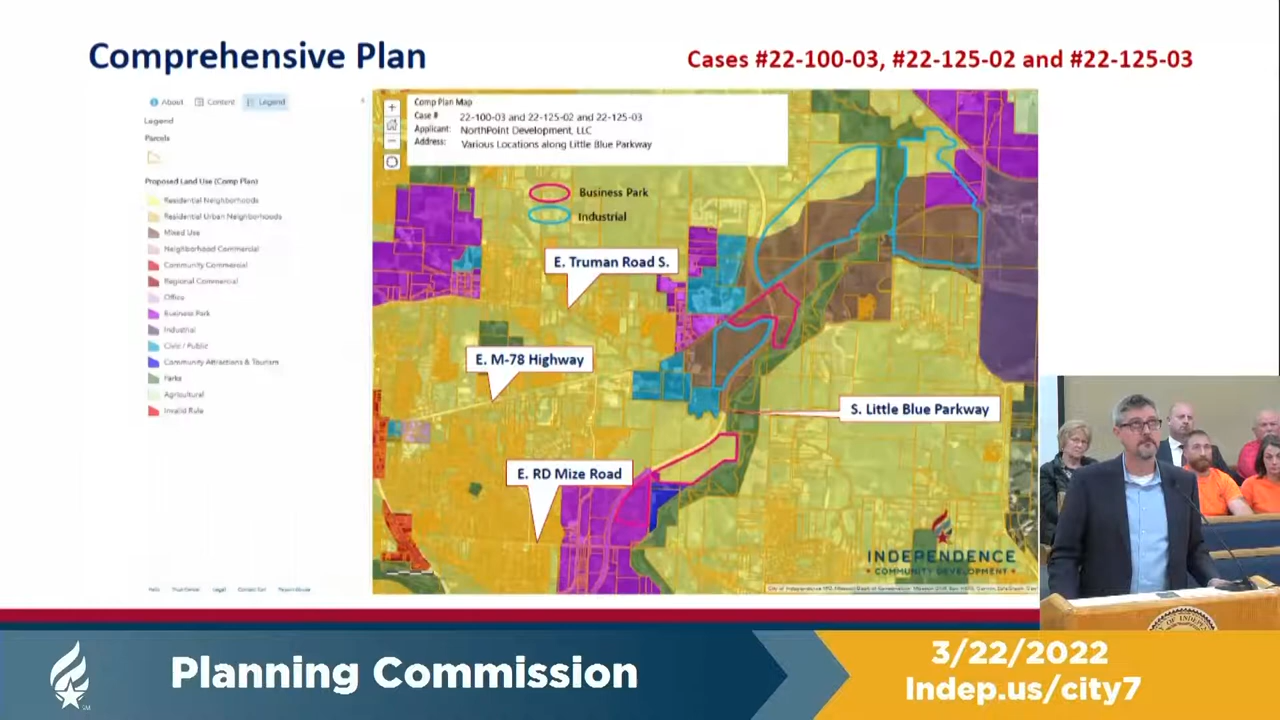 Comprehensive Plan
Cases #22-100-03, #22-125-02 and #22-125-03
About Content Legend
Legend
Parcels
Proposed Land Use (Comp Plan)
Residential Neighborhoods
Residential Urban Neighborhoods
Mixed Use
Neighborhood Commercial
Community Commercial
Regional Commercial
Office
Business Park
Industrial
Civic / Public
Community Attractions & Tourism
Parks
Agricultural
Invalid Rule
Comp Plan Map
Case # 22-100-03 and 22-125-02 and 22-125-03
Applicant: NorthPoint Development, LLC
Address: Various Locations along Little Blue Parkway
Business Park
Industrial
E. Truman Road S.
E. M-78 Highway
S. Little Blue Parkway
E. RD Mize Road
INDEPENDENCE
COMMUNITY DEVELOPMENT
Planning Commission
3/22/2022
Indep.us/city7